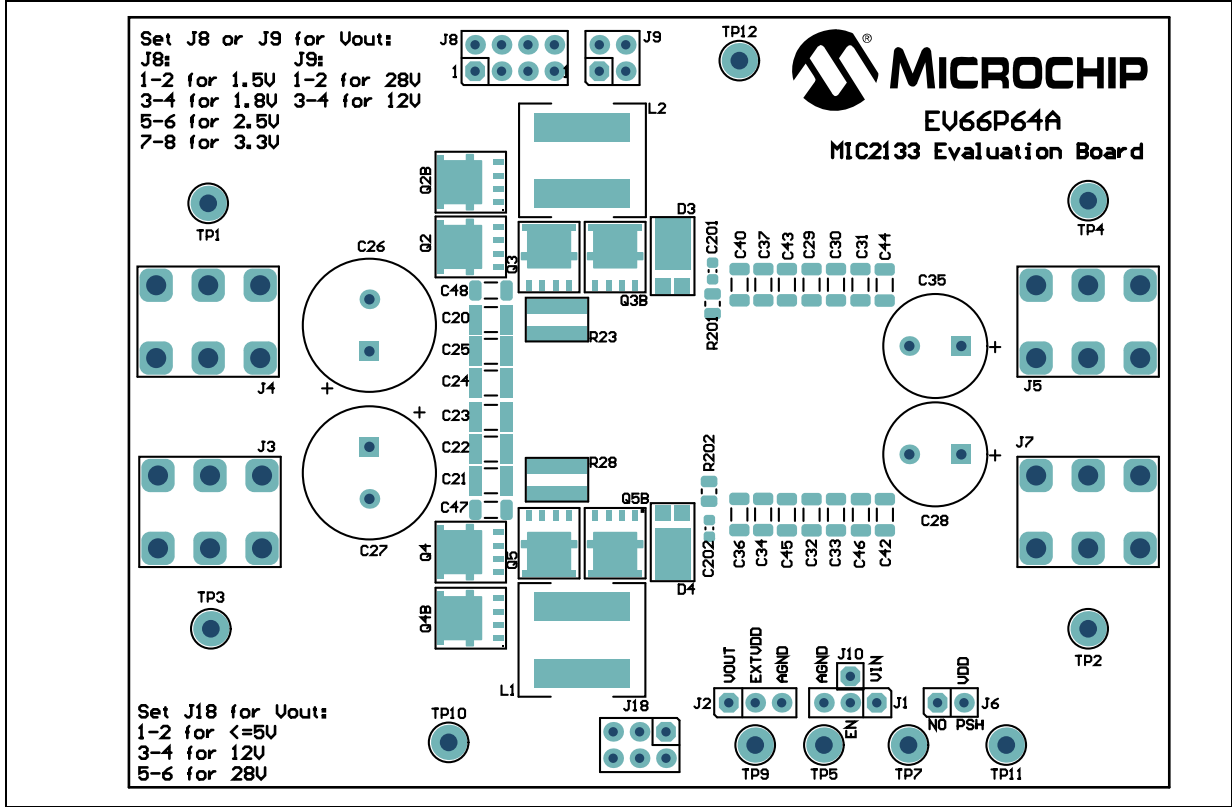 Set J8 or J9 for Vout:
J8: J9:
1-2 for 1.5V 1-2 for 28V
3-4 for 1.8V 3-4 for 12V
5-6 for 2.5V
7-8 for 3.3V
J8
1
1
J9
TP12
®
MICROCHIP
EV66P64A
MIC2133 Evaluation Board
L2
Q2B
Q2
TP1
TP4
C26
Q3
Q3B
D3
C201
R201
C40
C37
C43
C29
C30
C31
C44
C35
+
C48
C20
C25
C24
C23
C22
C21
C47
R23
J4
+
+
J5
J3
J7
R28
R202
C27
Q4
Q5
Q5B
C202
C36
C34
C45
C32
C33
C46
C42
+
C28
D4
Q4B
TP3
TP2
L1
Set J18 for Vout:
1-2 for <=5V
3-4 for 12V
5-6 for 28V
TP10
J18
VOUT
EXTVDD
AGND
J2
AGND
J10
VIN
J1
EN
VDD
J6
NO PSH
TP9
TP5
TP7
TP11